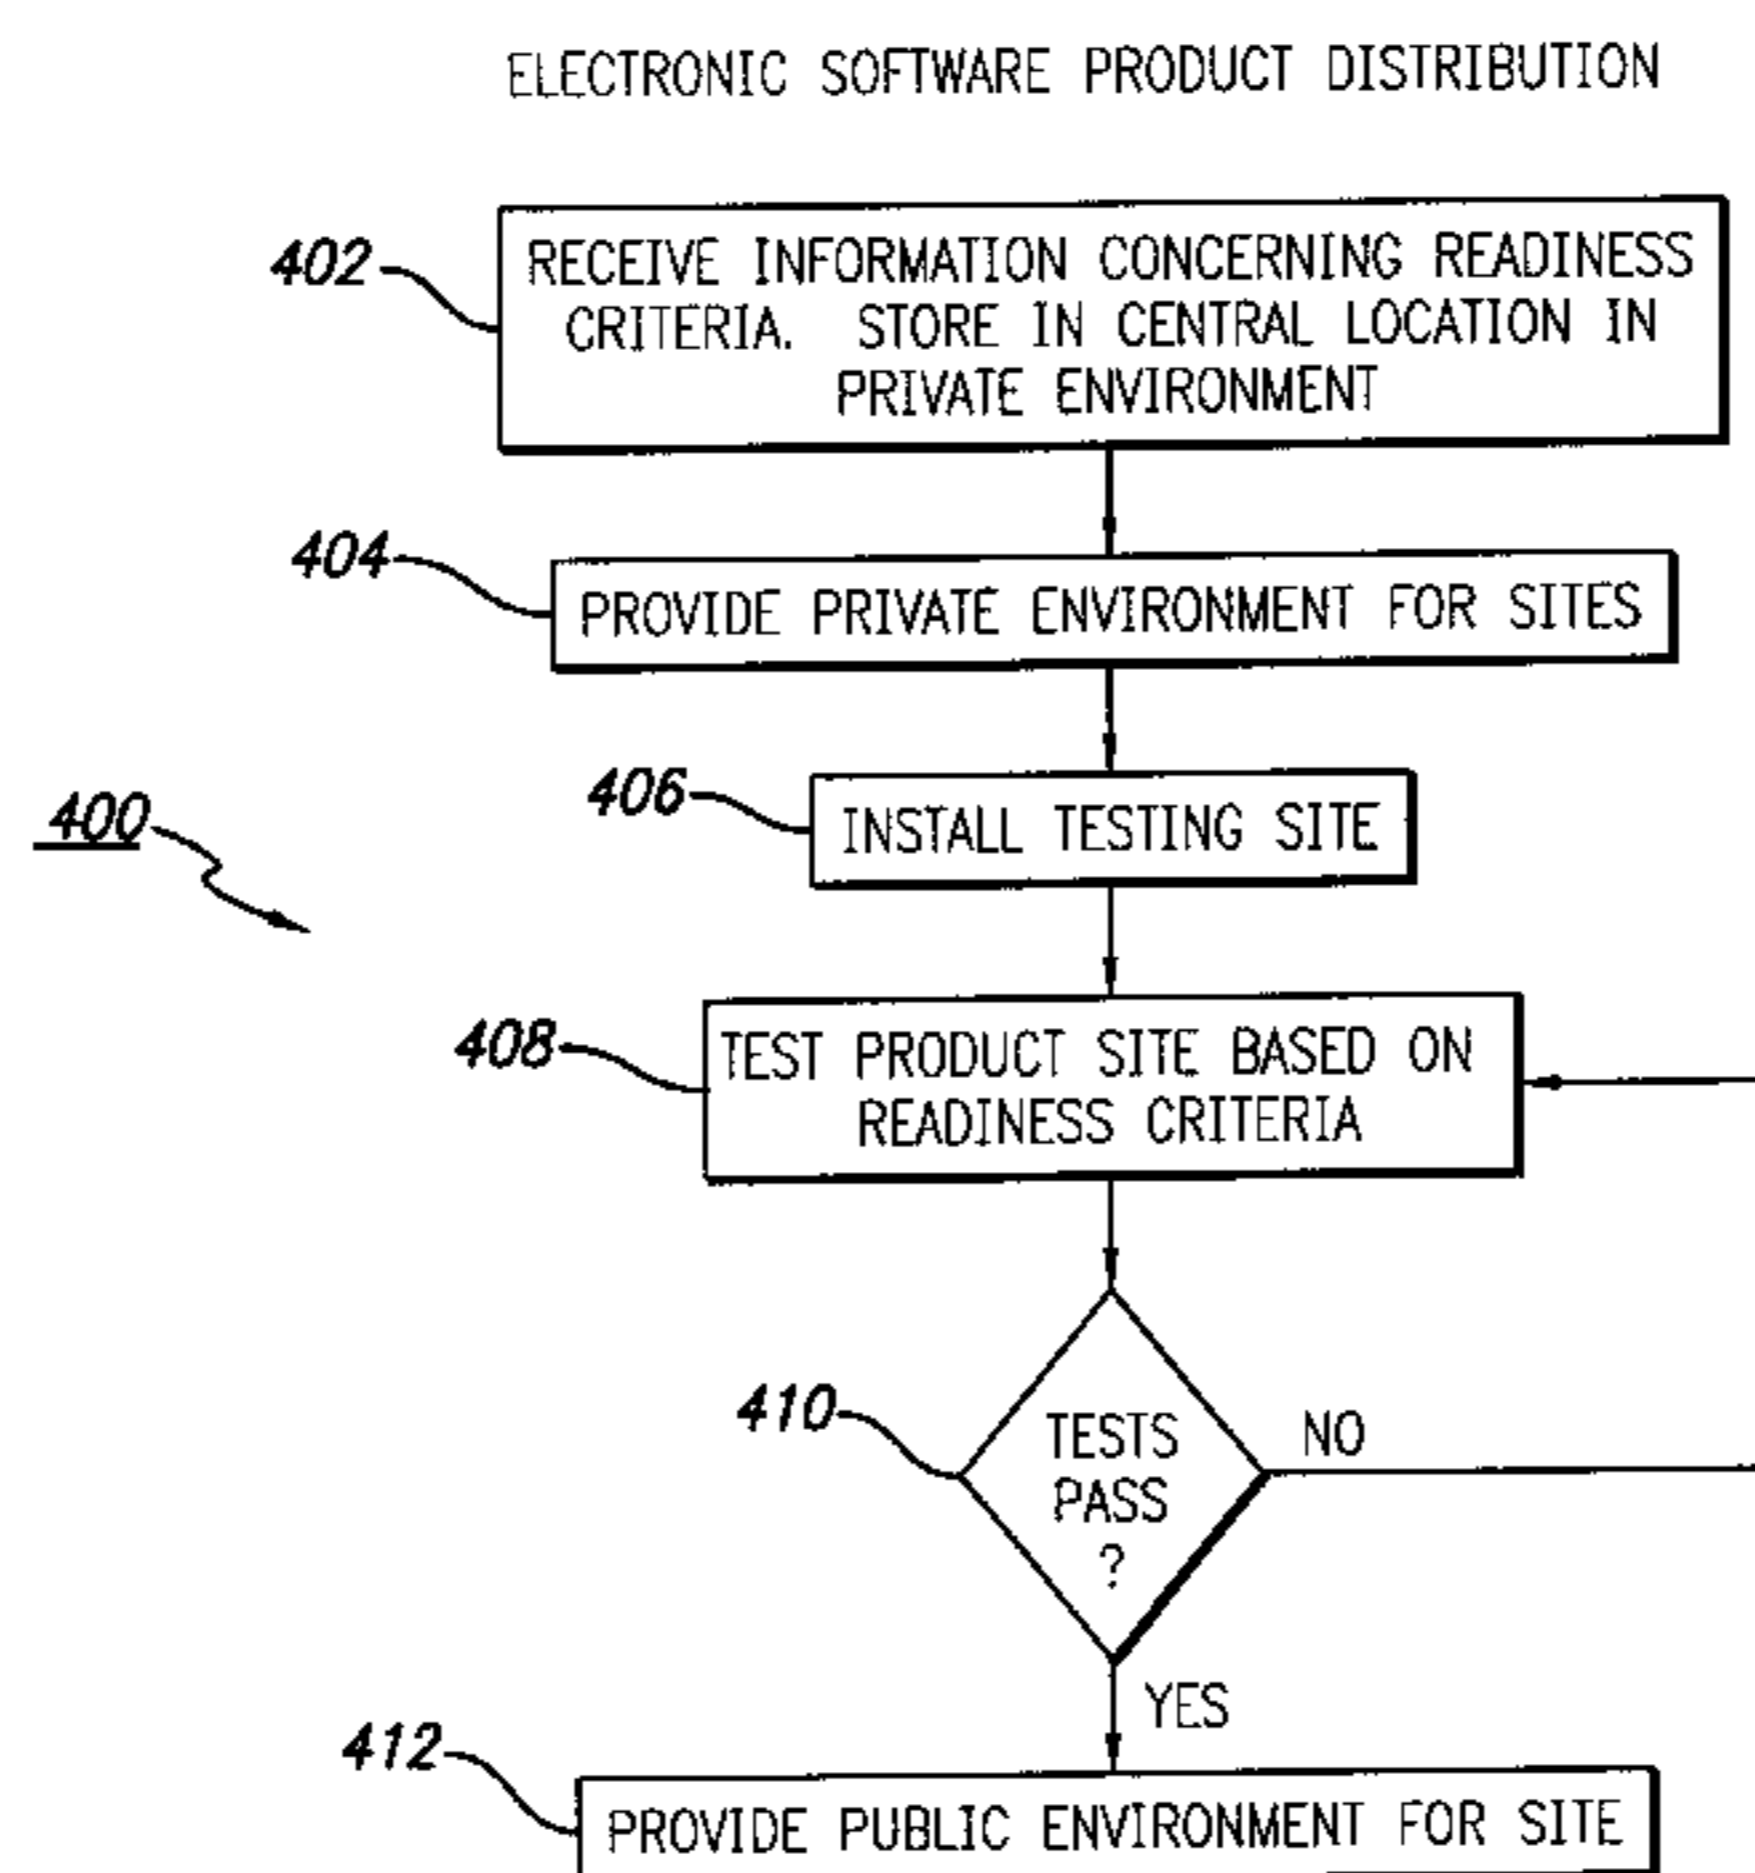 ELECTRONIC SOFTWARE PRODUCT DISTRIBUTION
402
RECEIVE INFORMATION CONCERNING READINESS
CRITERIA. STORE IN CENTRAL LOCATION IN
PRIVATE ENVIRONMENT
404
PROVIDE PRIVATE ENVIRONMENT FOR SITES
406
INSTALL TESTING SITE
400
408
TEST PRODUCT SITE BASED ON
READINESS CRITERIA
410
TESTS
PASS
?
NO
YES
412
PROVIDE PUBLIC ENVIRONMENT FOR SITE